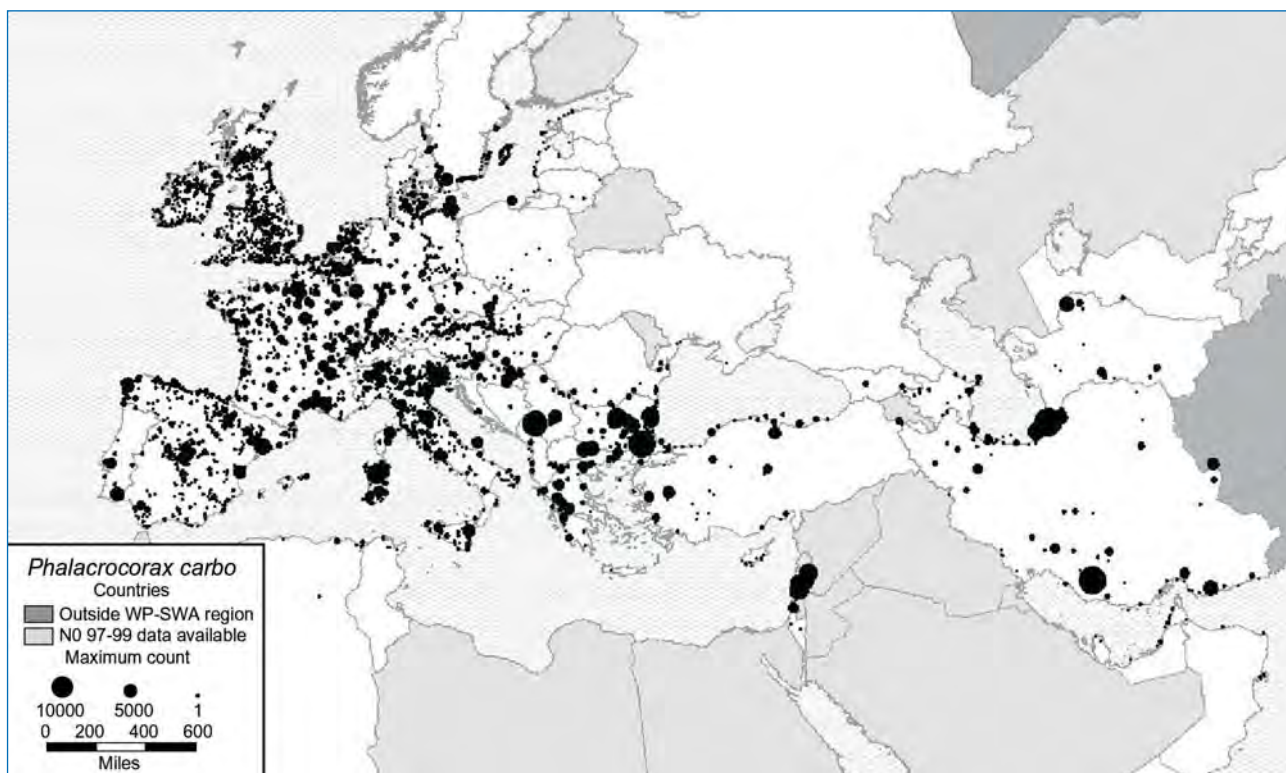 Phalacrocorax carbo
Countries
Outside WP-SWA region
N0 97-99 data available
Maximum count
10000 5000 1
0 200 400 600
Miles